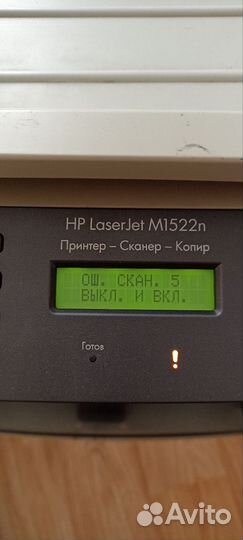 HP LaserJet M1522n
Принтер – Сканер – Копир
ОШ. СКАН. 5
ВЫКЛ. И ВКЛ.
Готов
!
Avito